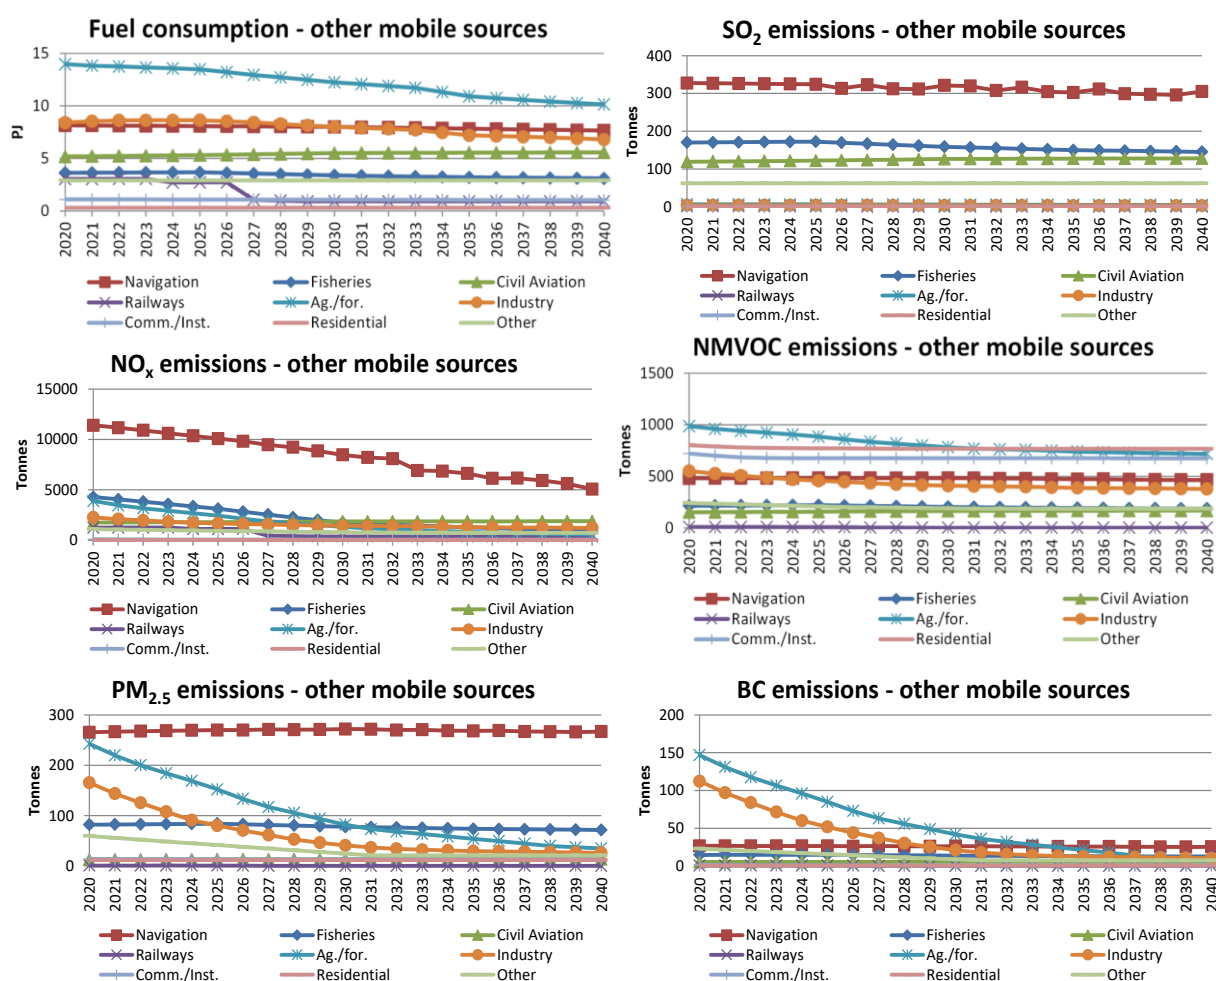 Fuel consumption - other mobile sources
15
10
5
0
PJ
2020 2021 2022 2023 2024 2025 2026 2027 2028 2029 2030 2031 2032 2033 2034 2035 2036 2037 2038 2039 2040
Navigation Fisheries Civil Aviation
Railways Ag./for. Industry
Comm./Inst. Residential Other
SO2 emissions - other mobile sources
400
300
200
100
0
Tonnes
2020 2021 2022 2023 2024 2025 2026 2027 2028 2029 2030 2031 2032 2033 2034 2035 2036 2037 2038 2039 2040
Navigation Fisheries Civil Aviation
Railways Ag./for. Industry
Comm./Inst. Residential Other
NOx emissions - other mobile sources
15000
10000
5000
0
Tonnes
2020 2021 2022 2023 2024 2025 2026 2027 2028 2029 2030 2031 2032 2033 2034 2035 2036 2037 2038 2039 2040
Navigation Fisheries Civil Aviation
Railways Ag./for. Industry
Comm./Inst. Residential Other
NMVOC emissions - other mobile sources
1500
1000
500
0
Tonnes
2020 2021 2022 2023 2024 2025 2026 2027 2028 2029 2030 2031 2032 2033 2034 2035 2036 2037 2038 2039 2040
Navigation Fisheries Civil Aviation
Railways Ag./for. Industry
Comm./Inst. Residential Other
PM2.5 emissions - other mobile sources
300
200
100
0
Tonnes
2020 2021 2022 2023 2024 2025 2026 2027 2028 2029 2030 2031 2032 2033 2034 2035 2036 2037 2038 2039 2040
Navigation Fisheries Civil Aviation
Railways Ag./for. Industry
Comm./Inst. Residential Other
BC emissions - other mobile sources
200
150
100
50
0
Tonnes
2020 2021 2022 2023 2024 2025 2026 2027 2028 2029 2030 2031 2032 2033 2034 2035 2036 2037 2038 2039 2040
Navigation Fisheries Civil Aviation
Railways Ag./for. Industry
Comm./Inst. Residential Other